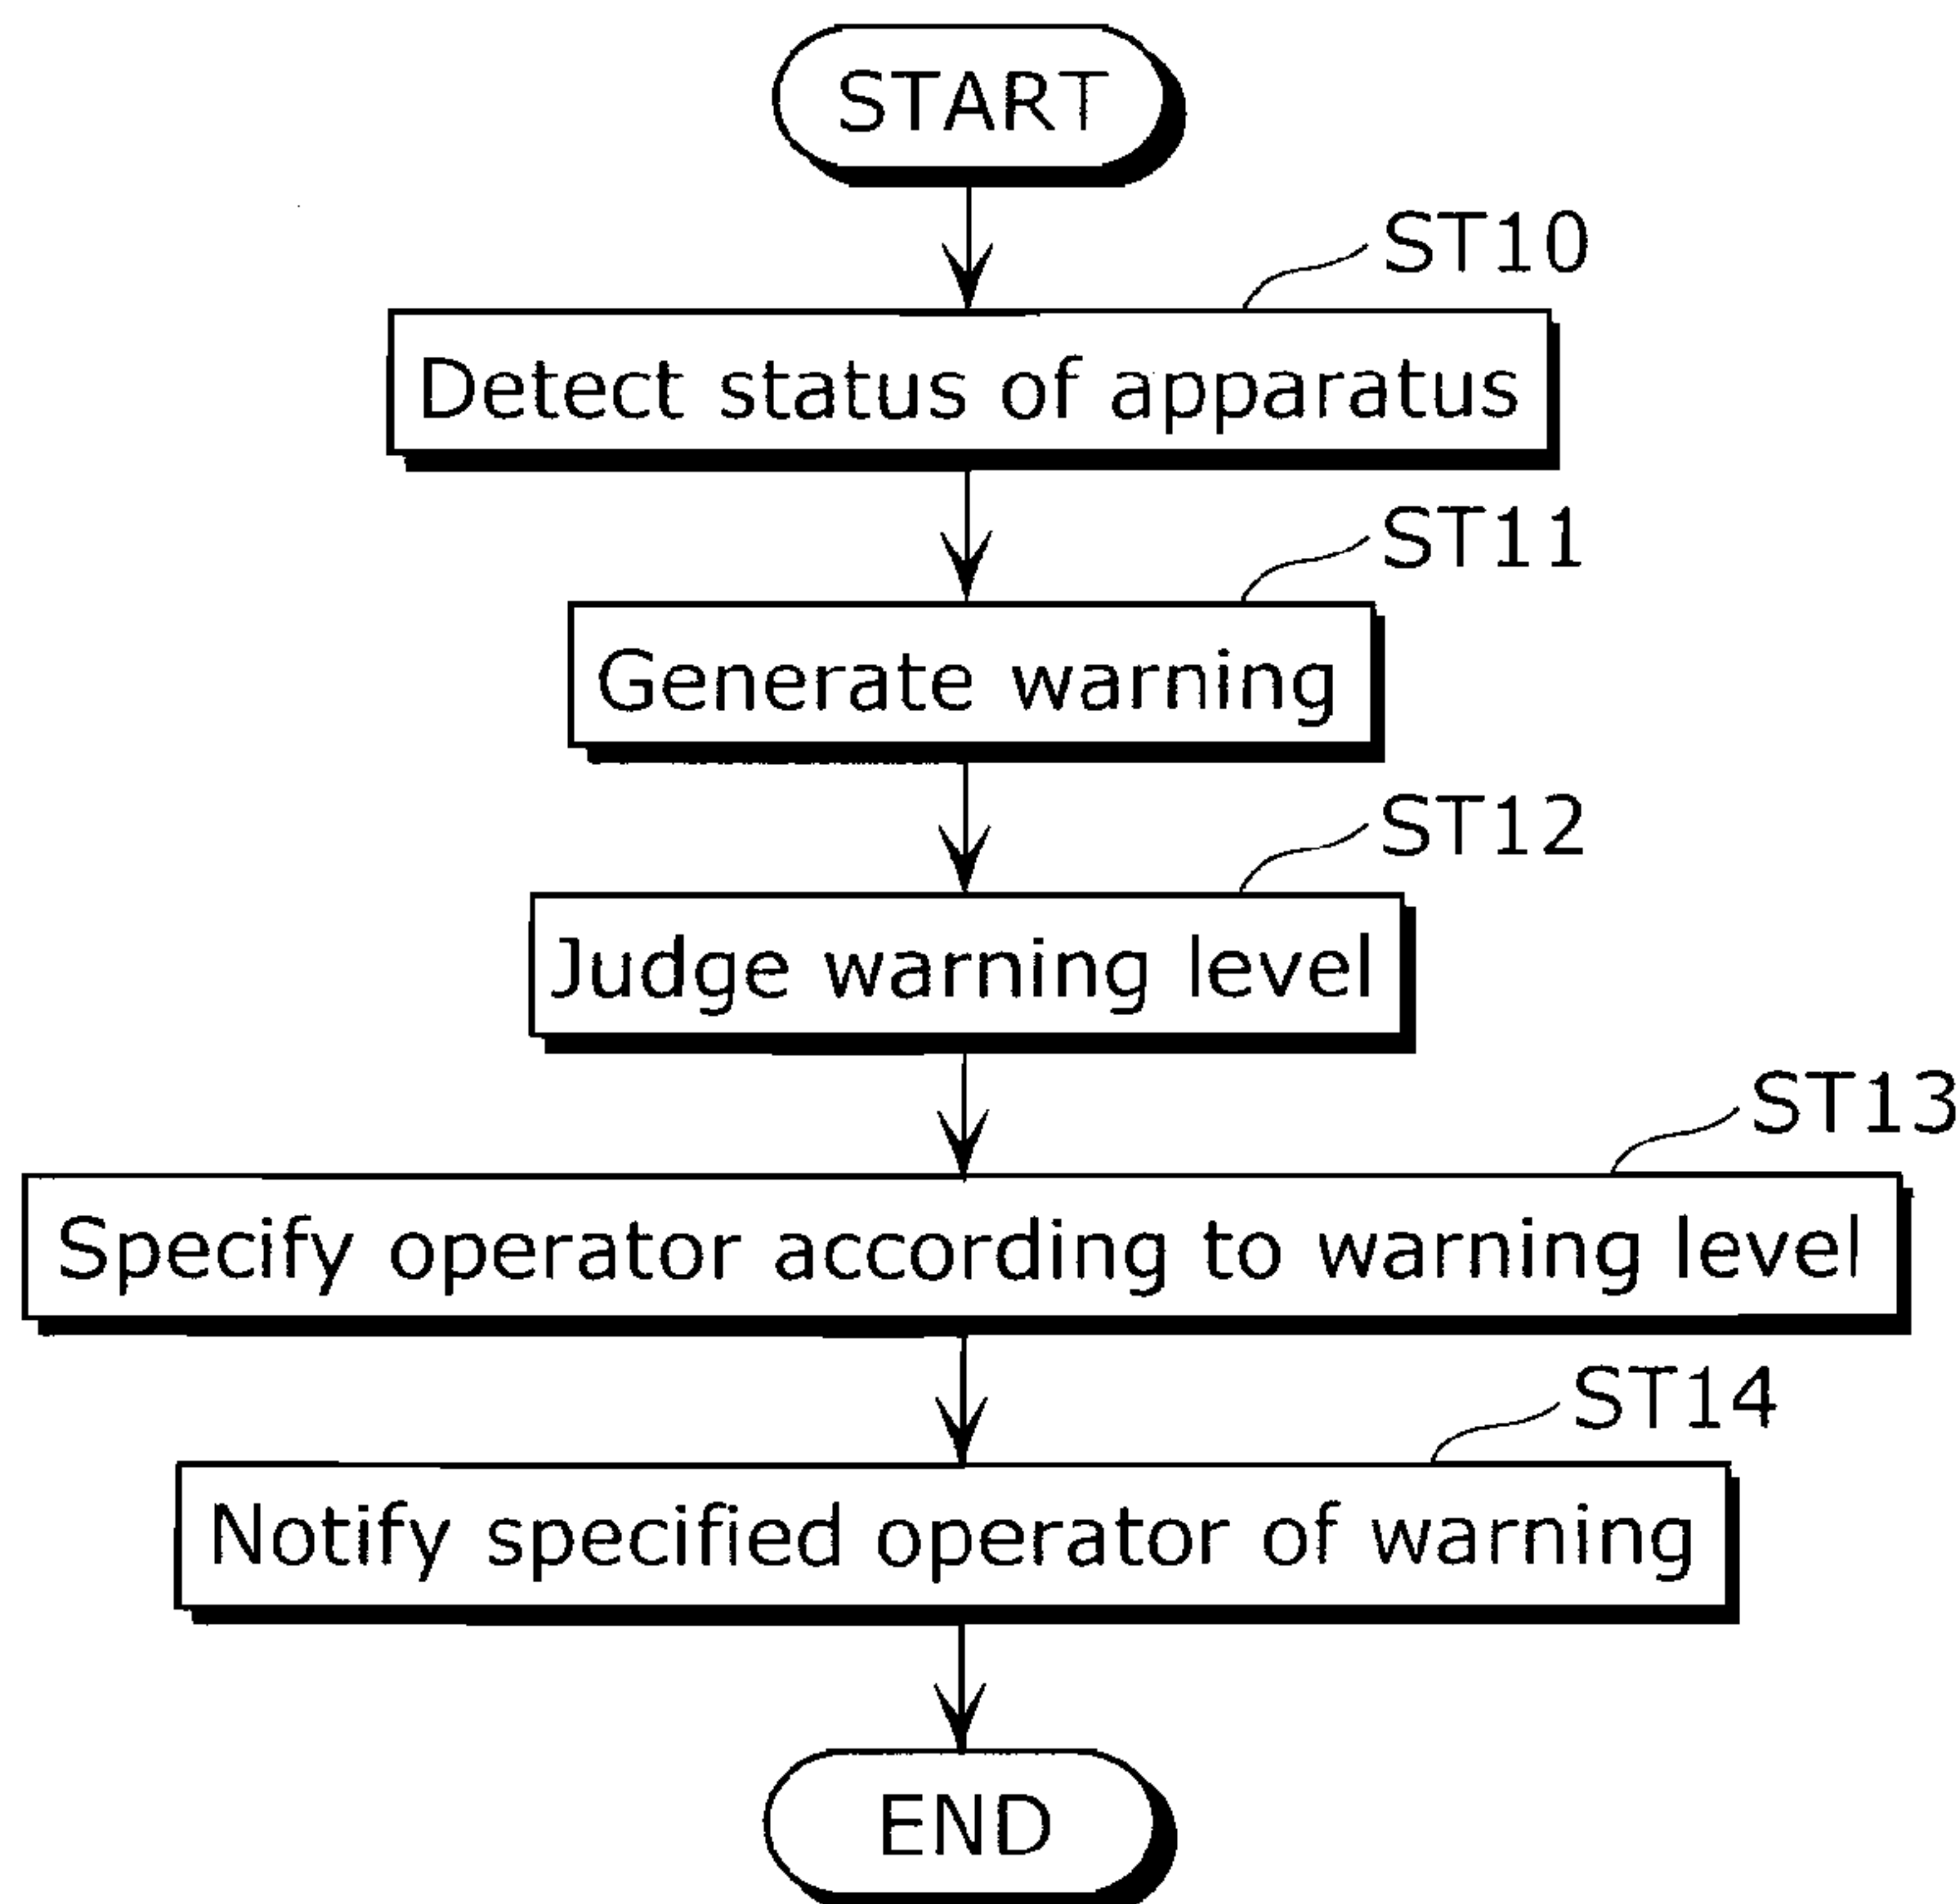 START
ST10
Detect status of apparatus
ST11
Generate warning
ST12
Judge warning level
ST13
Specify operator according to warning level
ST14
Notify specified operator of warning
END